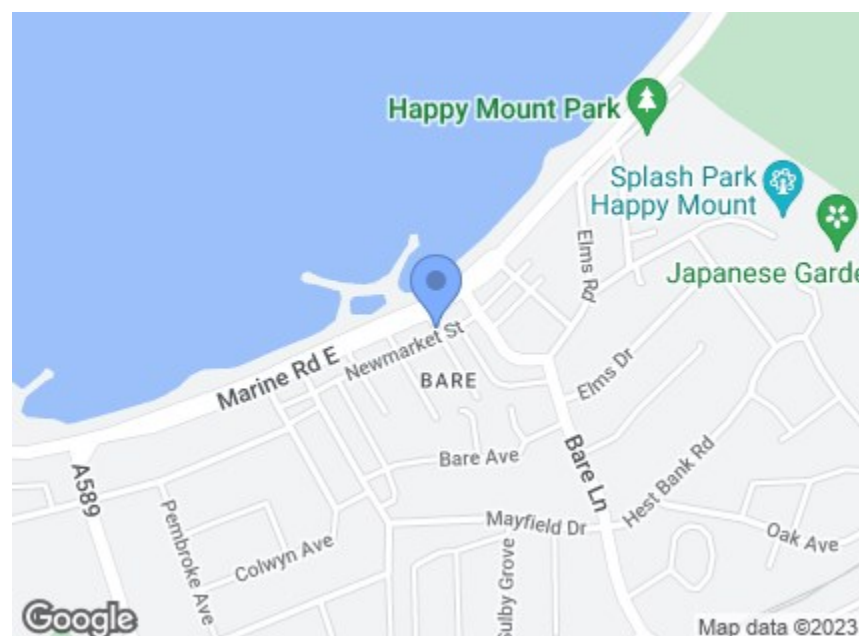 Happy Mount Park
Splash Park
Happy Mount
Japanese Garde
Elms Rd
Newmarket St
Marine Rd E
BARE
Elms Dr
Bare Ave
Bare Ln
Hest Bank Rd
A589
Pembroke Ave
Colwyn Ave
Mayfield Dr
Sulby Grove
Oak Ave
Google
Map data ©2023